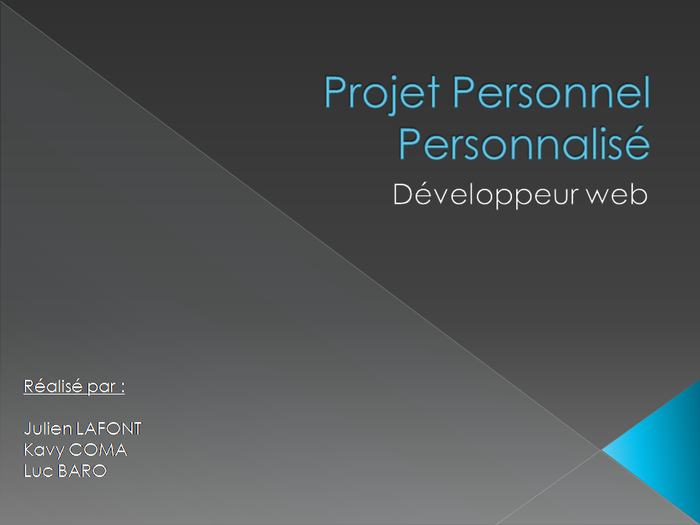 Projet Personnel
Personnalisé
Développeur web
Réalisé par :
Julien LAFONT
Kavy COMA
Luc BARO